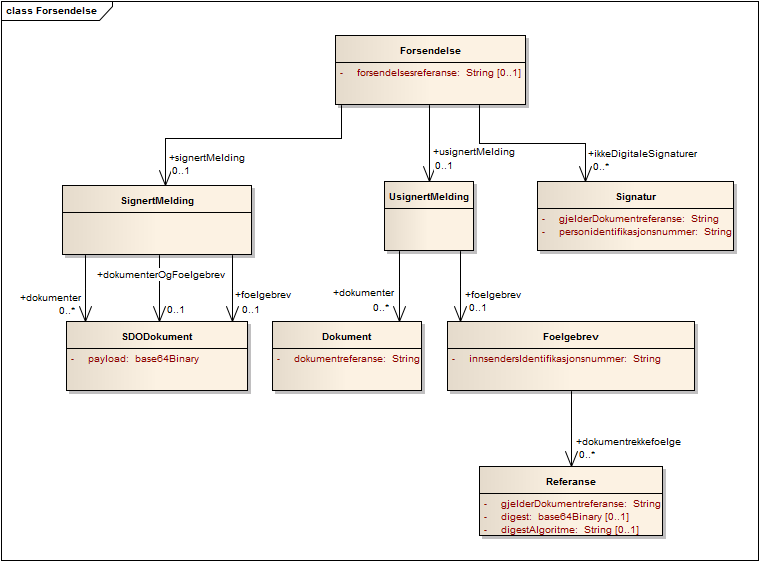 class Forsendelse
Forsendelse
- forsendelsesreferanse: String [0..1]
+signertMelding
0..1
+usignertMelding
0..1
+ikkeDigitaleSignaturer
0..*
SignertMelding
UsignertMelding
Signatur
- gjelderDokumentreferanse: String
- personidentifikasjonsnummer: String
+dokumenter
0..*
+dokumenterOgFoelgebrev
0..1
+foelgebrev
0..1
+dokumenter
0..*
+foelgebrev
0..1
SDODokument
- payload: base64Binary
Dokument
- dokumentreferanse: String
Foelgebrev
- innsendersIdentifikasjonsnummer: String
+dokumentrekkefoelge
0..*
Referanse
- gjelderDokumentreferanse: String
- digest: base64Binary [0..1]
- digestAlgoritme: String [0..1]